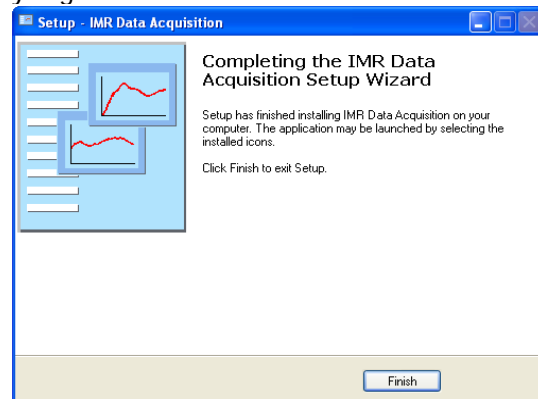 Setup - IMR Data Acquisition
Completing the IMR Data
Acquisition Setup Wizard
Setup has finished installing IMR Data Acquisition on your
computer. The application may be launched by selecting the
installed icons.
Click Finish to exit Setup.
Finish